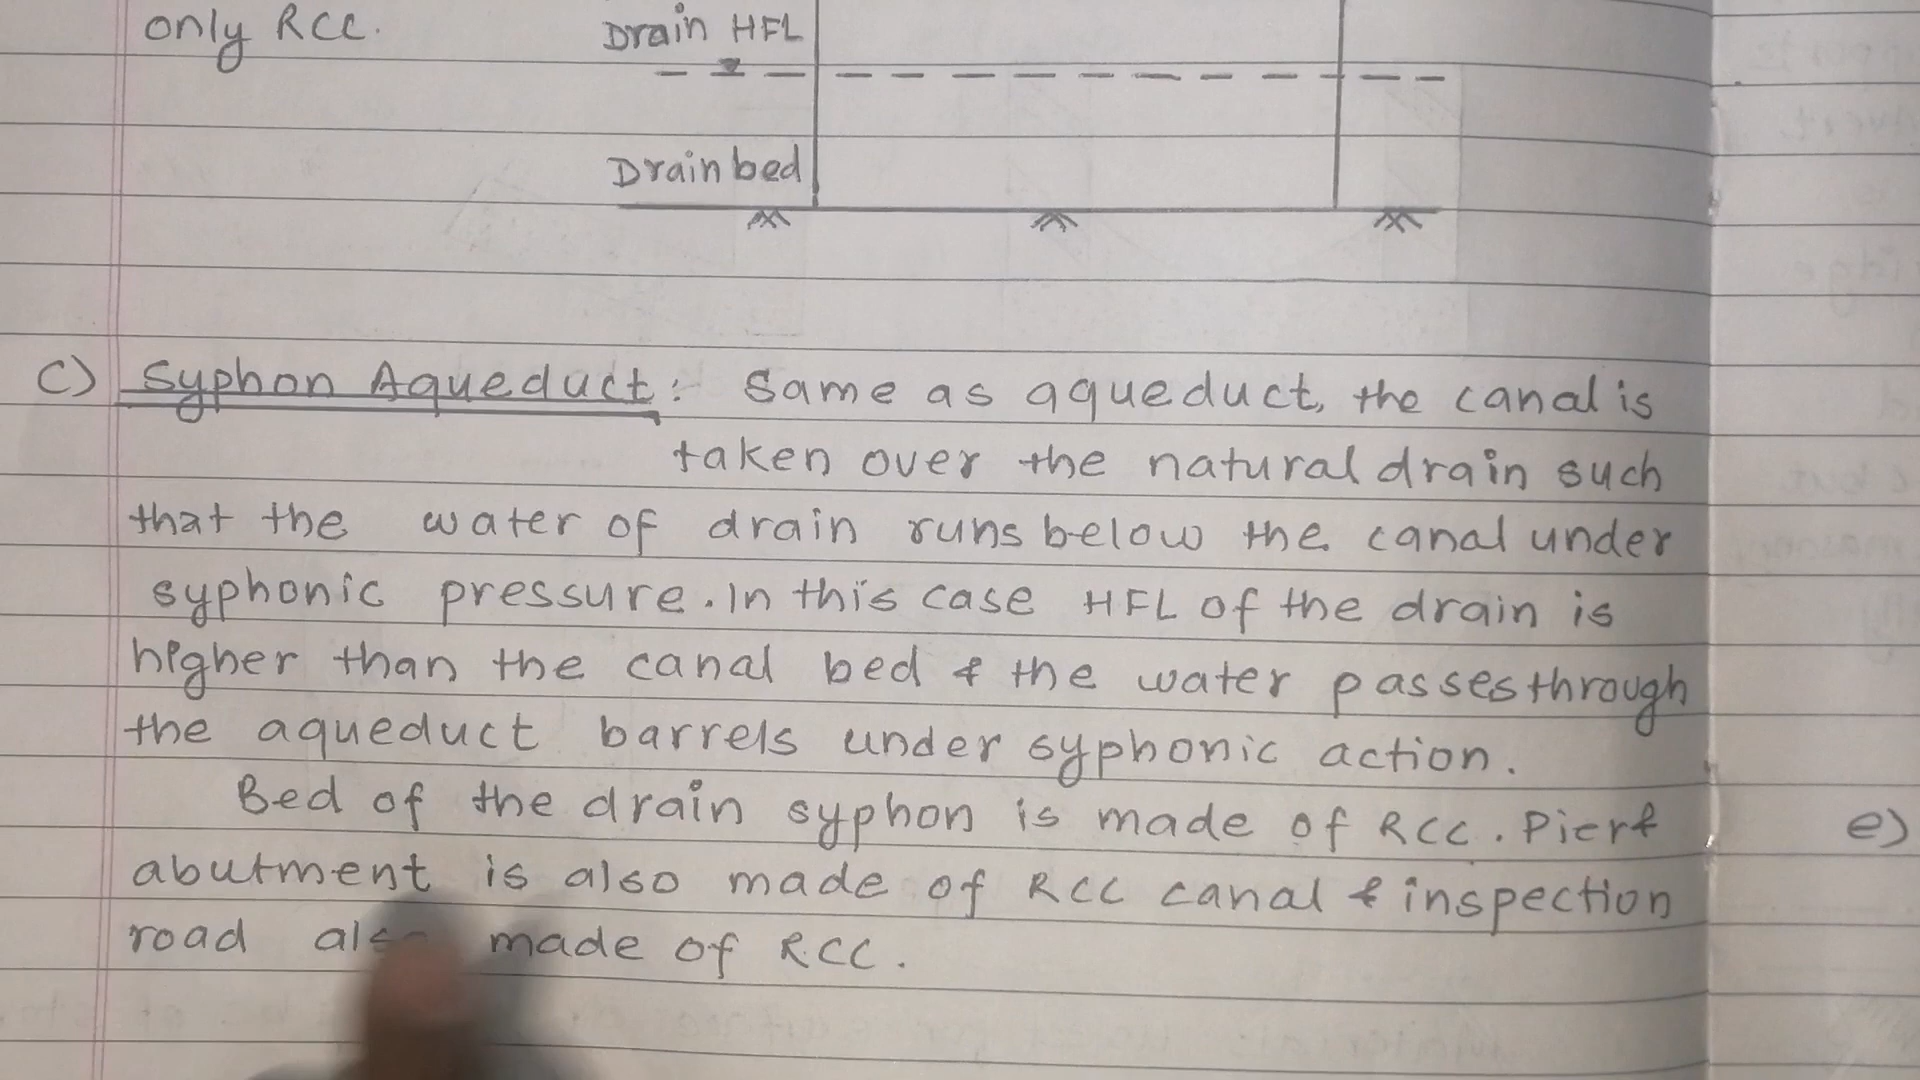 only RCC.
Drain HFL
Drain bed
c) Syphon Aqueduct:- Same as aqueduct, the canal is
taken over the natural drain such
that the water of drain runs below the canal under
syphonic pressure. In this case HFL of the drain is
higher than the canal bed & the water passes through
the aqueduct barrels under syphonic action.
Bed of the drain syphon is made of RCC. Pier &
abutment is also made of RCC canal & inspection
road also made of RCC.
e)